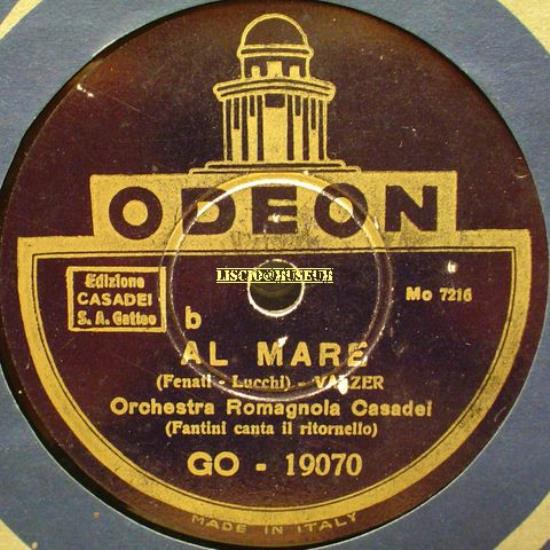 ODEON
LISCIO@MUSEUM
Edizione
CASADEI
S. A. Gatteo
Mo 7216
b
AL MARE
(Fenati - Lucchi) - VALZER
Orchestra Romagnola Casadei
(Fantini canta il ritornello)
GO - 19070
MADE IN ITALY